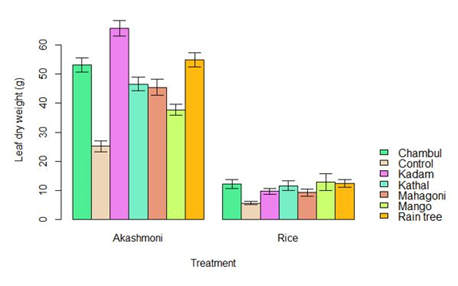 Leaf dry weight (g)
60
50
40
30
20
10
0
Akashmoni
Rice
Treatment
Chambul
Control
Kadam
Kathal
Mahagoni
Mango
Rain tree